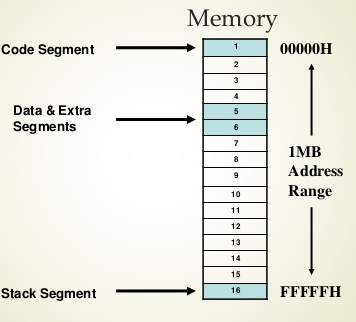 Memory
Code Segment
1
00000H
2
3
4
Data & Extra
Segments
5
6
7
8
9
10
11
12
13
14
15
1MB
Address
Range
Stack Segment
16
FFFFFH